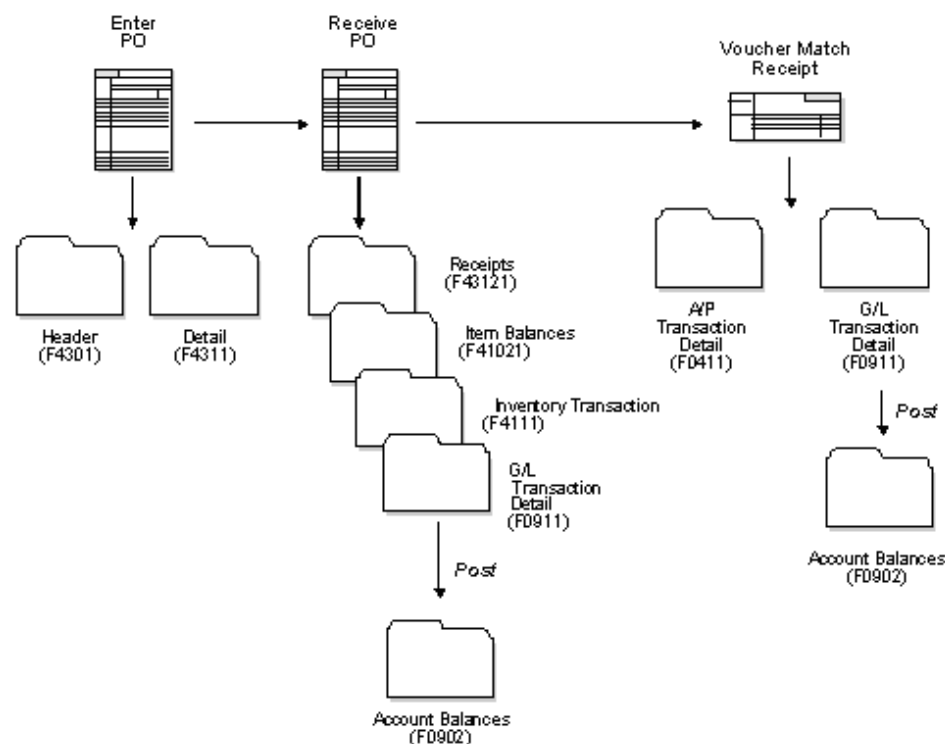 Enter
PO
Receive
PO
Voucher Match
Receipt
Header
(F4301)
Detail
(F4311)
Receipts
(F43121)
Item Balances
(F41021)
Inventory Transaction
(F4111)
G/L
Transaction
Detail
(F0911)
Post
Account Balances
(F0902)
A/P
Transaction
Detail
(F0411)
G/L
Transaction
Detail
(F0911)
Post
Account Balances
(F0902)